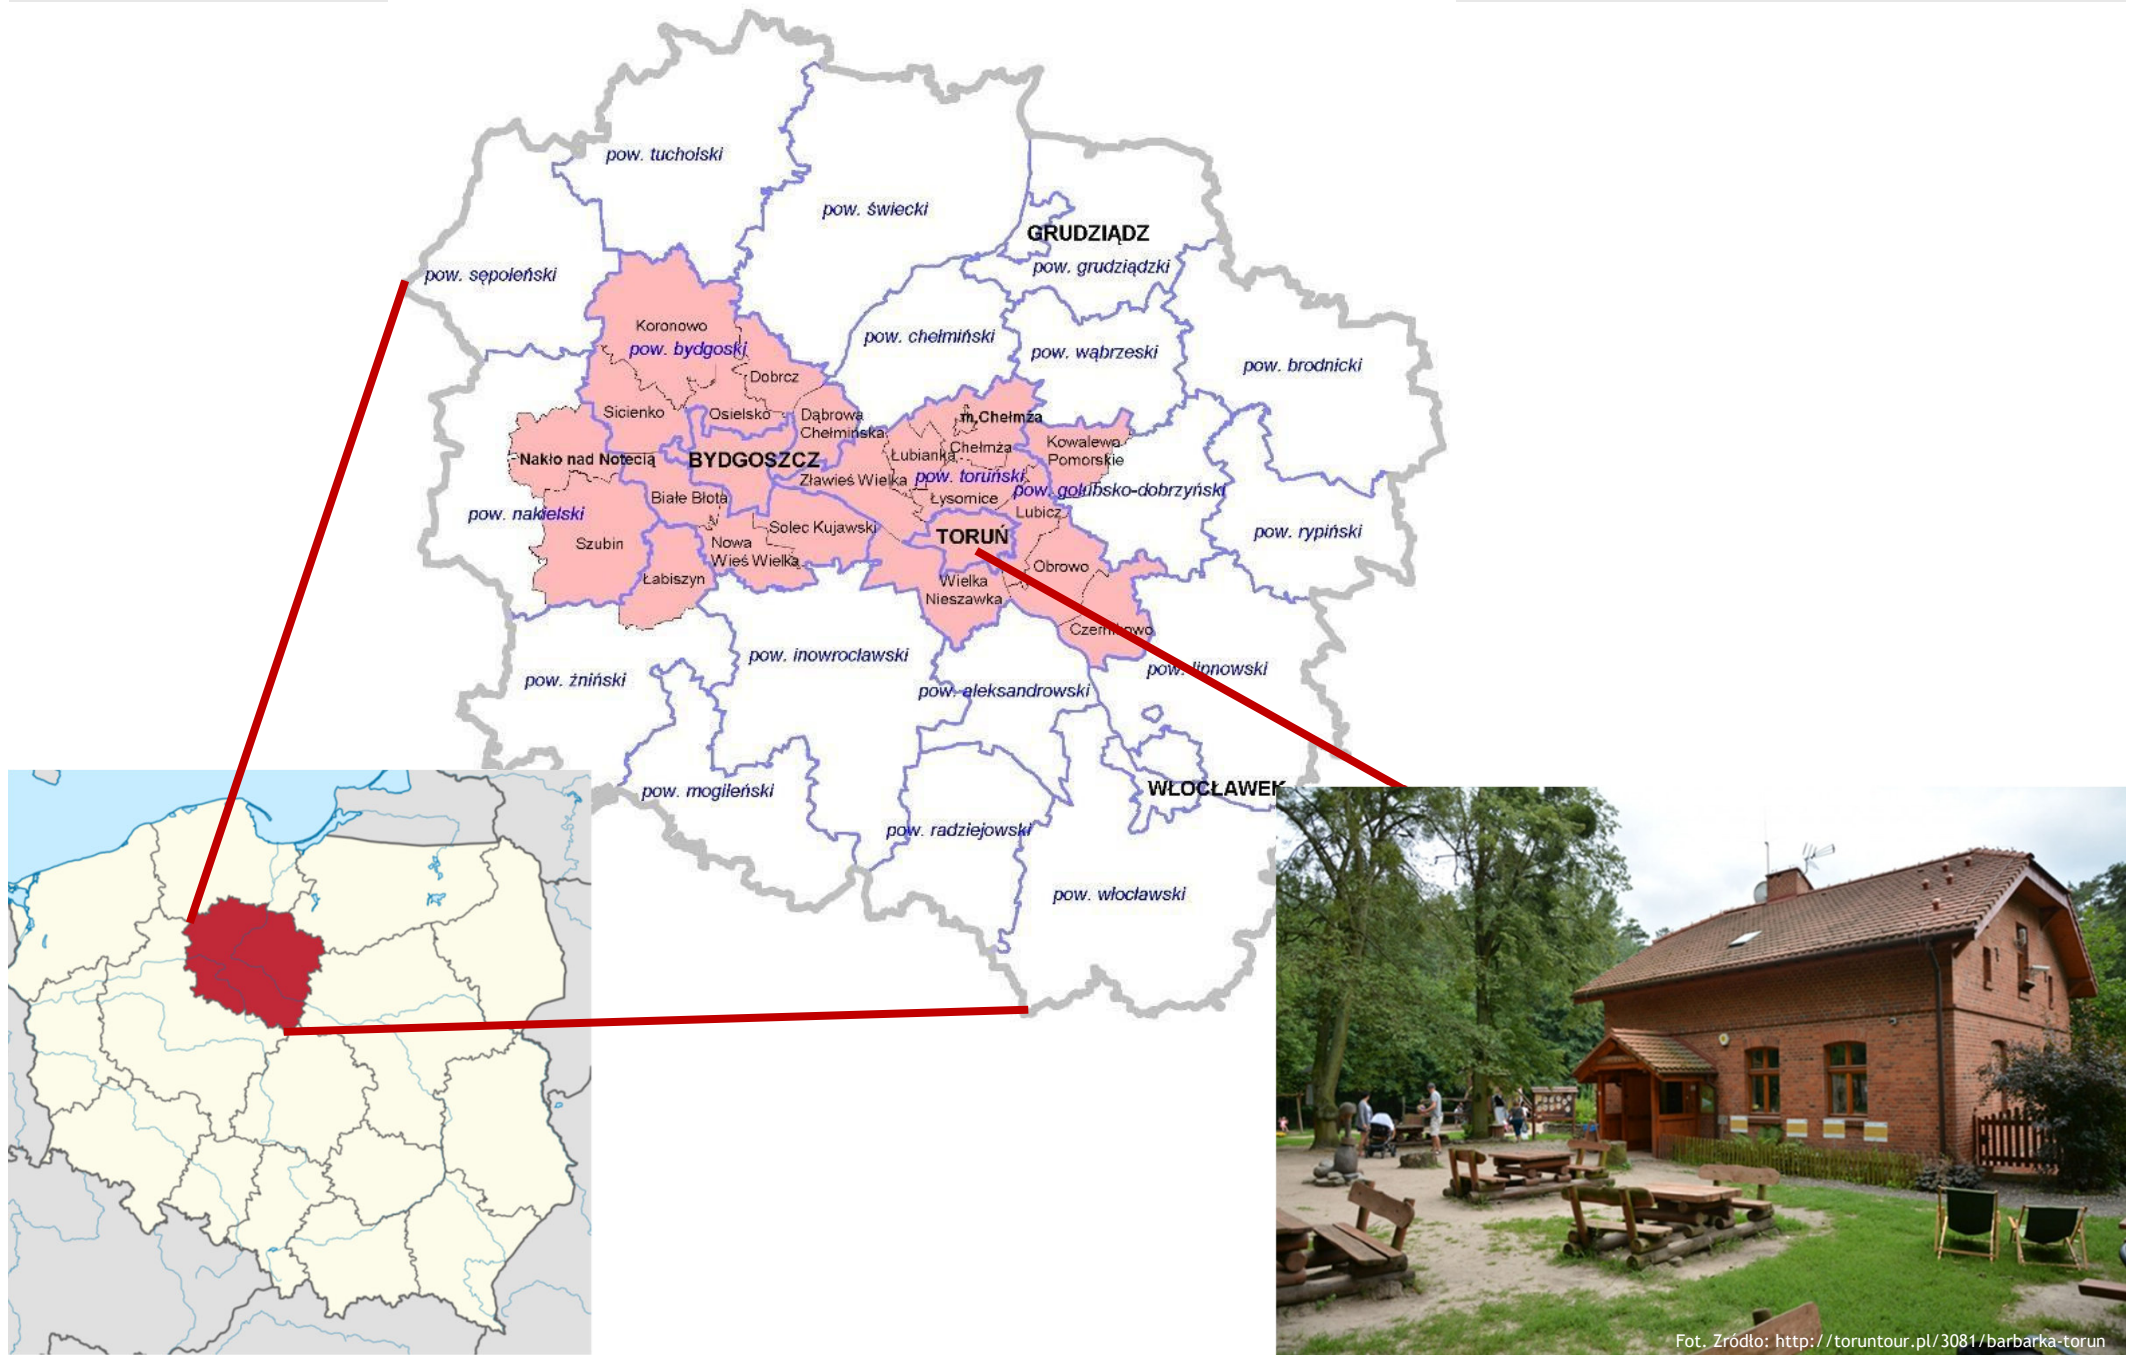 pow. tucholski
pow. świecki
GRUDZIĄDZ
pow. grudziądzki
pow. sępoleński
Koronowo
pow. bydgoski
pow. chełmiński
pow. wąbrzeski
pow. brodnicki
Dobrcz
Sicienko
Osielsko
Dąbrowa
Chełmińska
m.Chełmża
Chełmża
Kowalewo
Pomorskie
Łubianka
Nakło nad Notecią
BYDGOSZCZ
Zławieś Wielka
pow. toruński
pow. golubsko-dobrzyński
Białe Błota
Łysomice
Lubicz
pow. nakielski
Solec Kujawski
TORUŃ
pow. rypiński
Szubin
Nowa
Wieś Wielka
Łabiszyn
Wielka
Nieszawka
Obrowo
Czernikowo
pow. inowrocławski
pow. lipnowski
pow. żniński
pow. aleksandrowski
pow. mogileński
WŁOCŁAWEK
pow. radziejowski
pow. włocławski
Fot. Zródło: http://toruntour.pl/3081/barbarka-torun